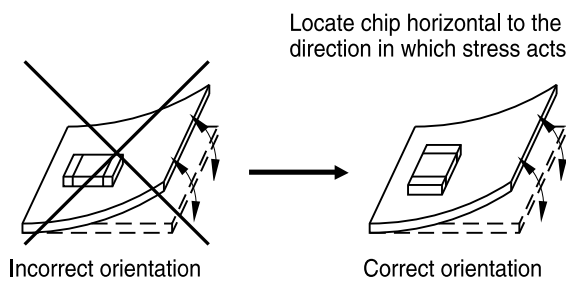 Locate chip horizontal to the
direction in which stress acts
Incorrect orientation
Correct orientation